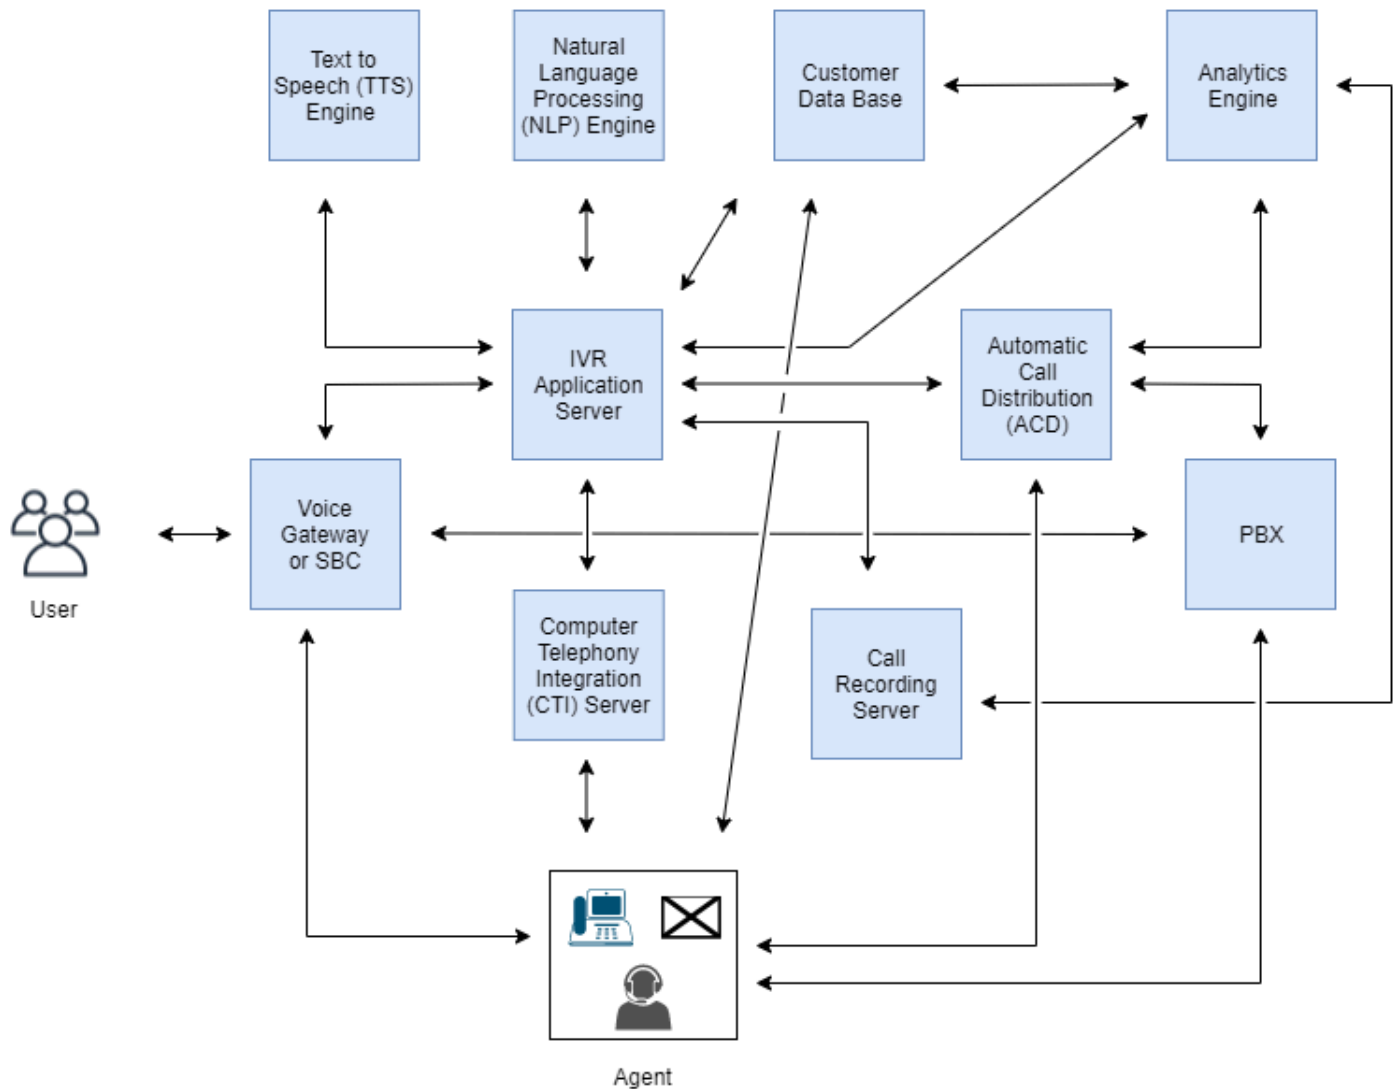 Text to
Speech (TTS)
Engine
Natural
Language
Processing
(NLP) Engine
Customer
Data Base
Analytics
Engine
IVR
Application
Server
Automatic
Call
Distribution
(ACD)
Voice
Gateway
or SBC
PBX
User
Computer
Telephony
Integration
(CTI) Server
Call
Recording
Server
Agent